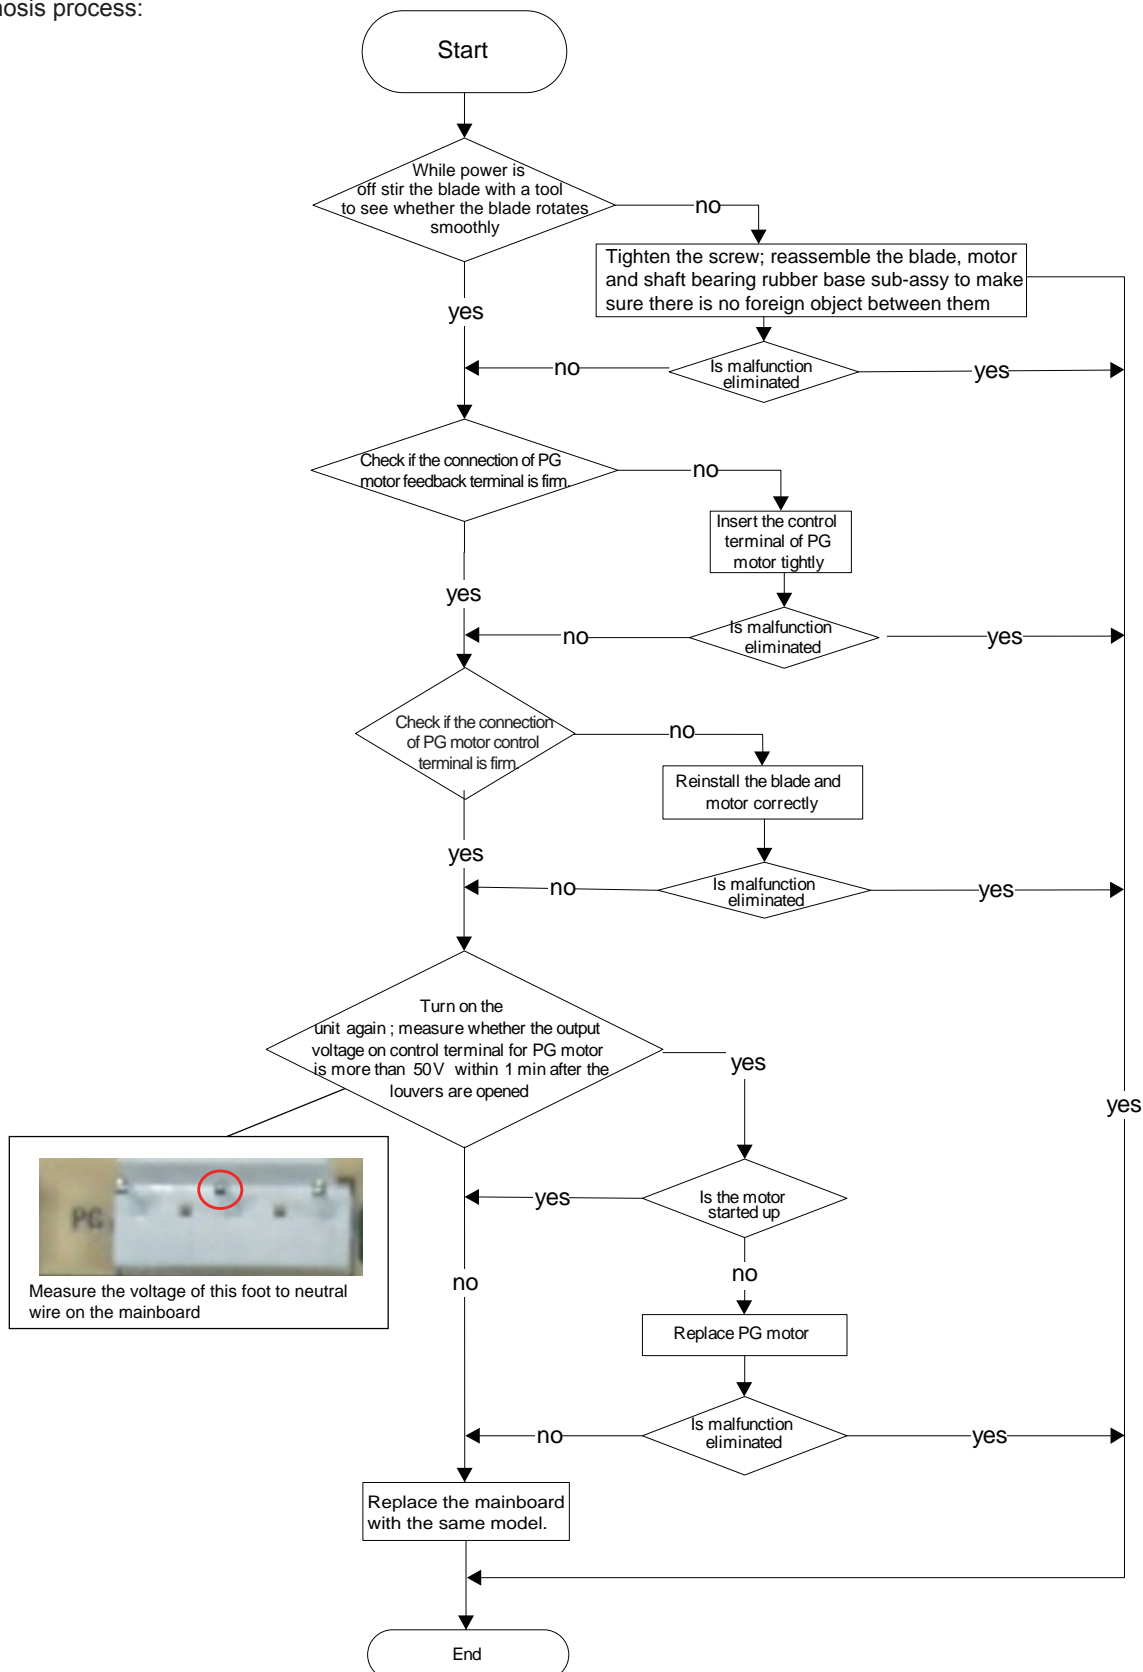 nosis process:
Start
While power is
off stir the blade with a tool
to see whether the blade rotates
smoothly
no
Tighten the screw; reassemble the blade, motor
and shaft bearing rubber base sub-assy to make
sure there is no foreign object between them
yes
Is malfunction
eliminated
no
yes
Check if the connection of PG
motor feedback terminal is firm.
no
Insert the control
terminal of PG
motor tightly
yes
Is malfunction
eliminated
no
yes
Check if the connection
of PG motor control
terminal is firm.
no
Reinstall the blade and
motor correctly
yes
Is malfunction
eliminated
no
yes
Turn on the
unit again ; measure whether the output
voltage on control terminal for PG motor
is more than 50V within 1 min after the
louvers are opened
yes
yes
PG
Measure the voltage of this foot to neutral
wire on the mainboard
Is the motor
started up
yes
no
no
Replace PG motor
Is malfunction
eliminated
no
yes
Replace the mainboard
with the same model.
End